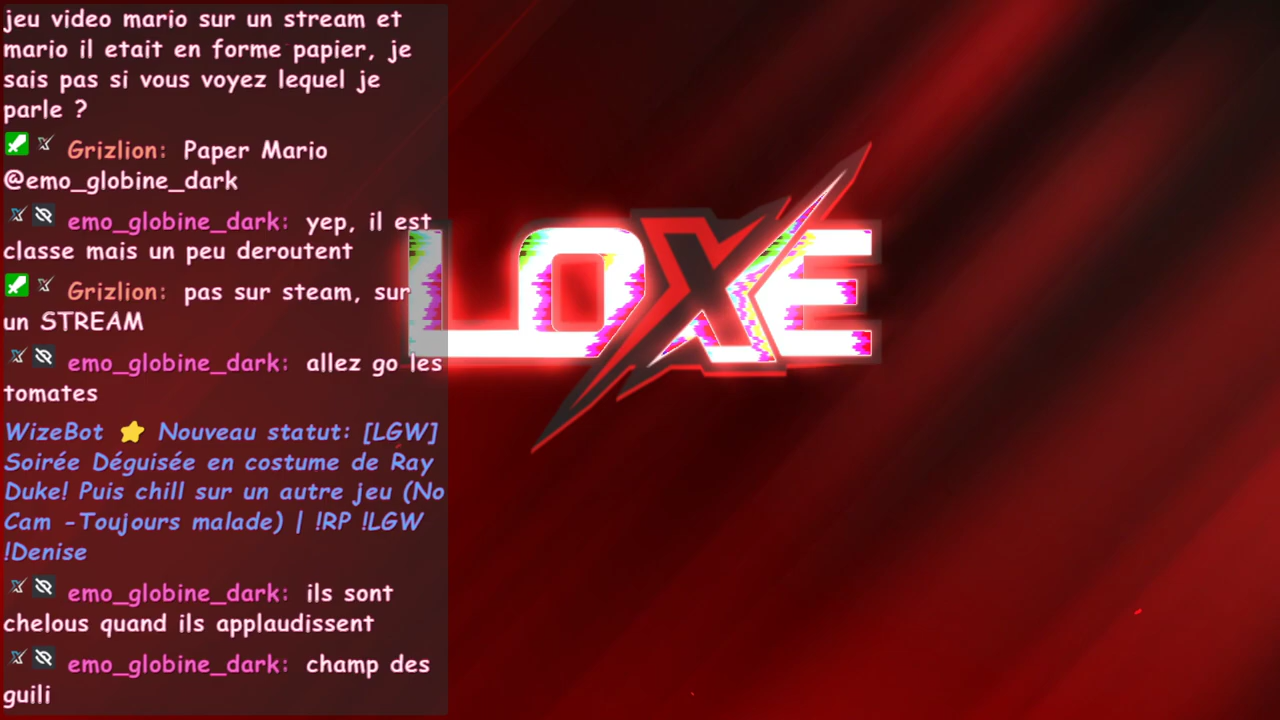 jeu video mario sur un stream et
mario il etait en forme papier, je
sais pas si vous voyez lequel je
parle ?
Grizlion: Paper Mario
@emo_globine_dark
emo_globine_dark: yep, il est
classe mais un peu deroutent
Grizlion: pas sur steam, sur
un STREAM
emo_globine_dark: allez go les
tomates
WizeBot ⭐ Nouveau statut: [LGW]
Soirée Déguisée en costume de Ray
Duke! Puis chill sur un autre jeu (No
Cam -Toujours malade) | !RP !LGW
!Denise
emo_globine_dark: ils sont
chelous quand ils applaudissent
emo_globine_dark: champ des
guili
LOXE